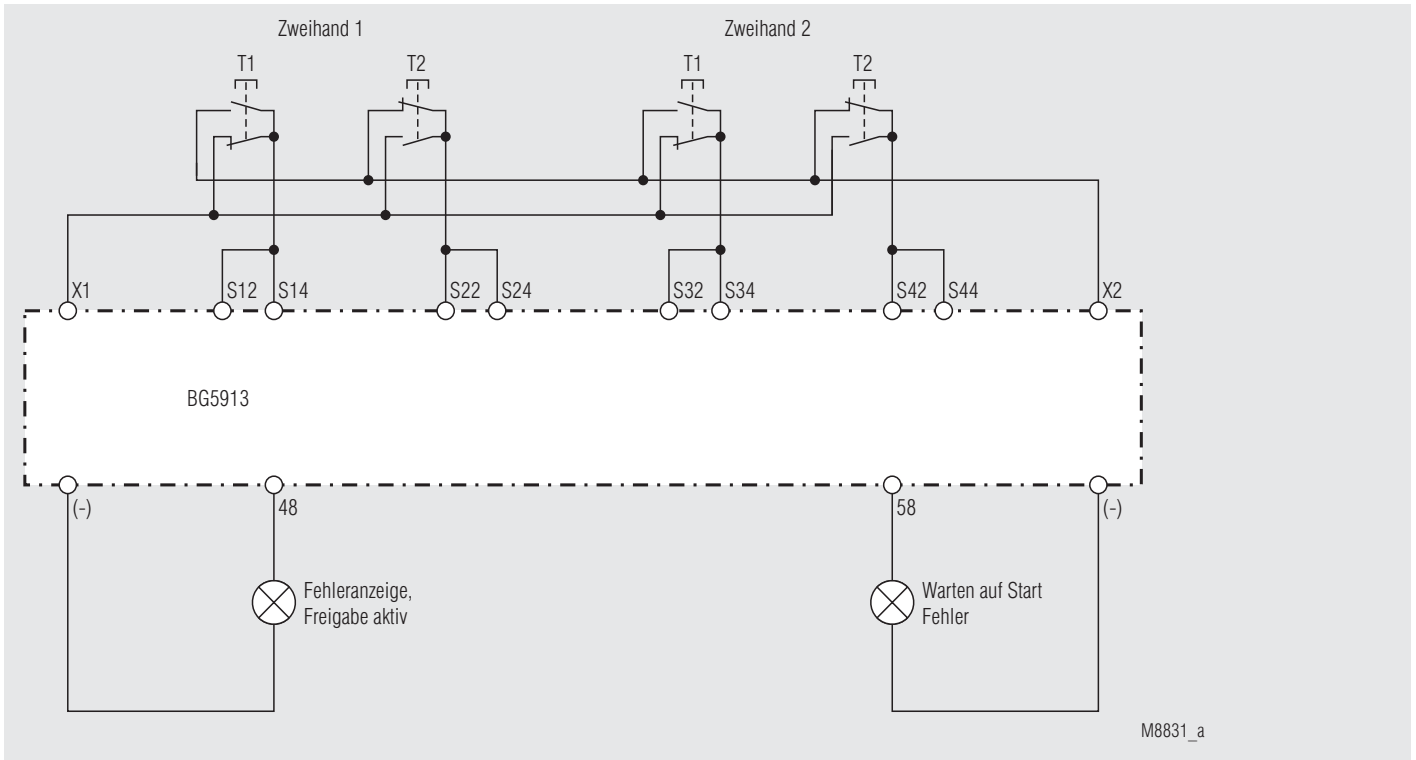 Zweihand 1
Zweihand 2
T1
T2
T1
T2
X1
S12
S14
S22
S24
S32
S34
S42
S44
X2
BG5913
(-)
48
58
(-)
Fehleranzeige,
Freigabe aktiv
Warten auf Start
Fehler
M8831_a